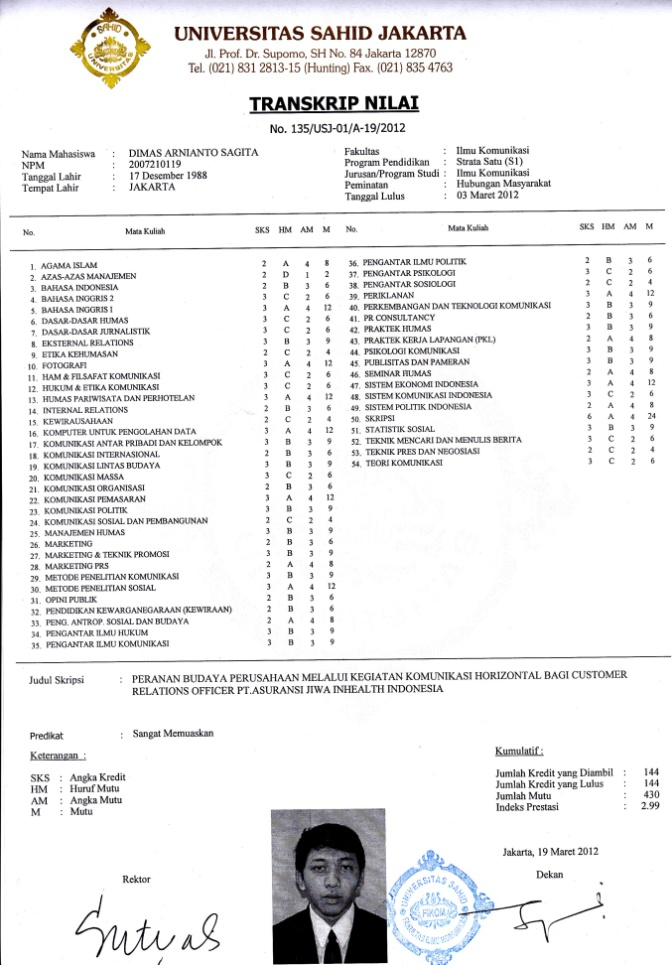 UNIVERSITAS SAHID JAKARTA
Jl. Prof. Dr. Supomo, SH No. 84 Jakarta 12870
Tel. (021) 831 2813-15 (Hunting) Fax. (021) 835 4763
TRANSKRIP NILAI
No. 135/USJ-01/A-19/2012
Nama Mahasiswa : DIMAS ARNIANTO SAGITA
NPM : 2007210119
Tanggal Lahir : 17 Desember 1988
Tempat Lahir : JAKARTA
Fakultas : Ilmu Komunikasi
Program Pendidikan : Strata Satu (S1)
Jurusan/Program Studi : Ilmu Komunikasi
Peminatan : Hubungan Masyarakat
Tanggal Lulus : 03 Maret 2012
No. Mata Kuliah SKS HM AM M
1. AGAMA ISLAM 2 A 4 8
2. AZAS-AZAS MANAJEMEN 2 D 1 2
3. BAHASA INDONESIA 2 B 3 6
4. BAHASA INGGRIS 2 3 C 2 6
5. BAHASA INGGRIS 1 3 A 4 12
6. DASAR-DASAR HUMAS 3 C 2 6
7. DASAR-DASAR JURNALISTIK 3 C 2 6
8. EKSTERNAL RELATIONS 3 B 3 9
9. ETIKA KEHUMASAN 2 C 2 4
10. FOTOGRAFI 3 A 4 12
11. HAM & FILSAFAT KOMUNIKASI 3 C 2 6
12. HUKUM & ETIKA KOMUNIKASI 3 C 2 6
13. HUMAS PARIWISATA DAN PERHOTELAN 3 A 4 12
14. INTERNAL RELATIONS 2 B 3 6
15. KEWIRAUSAHAAN 2 C 2 4
16. KOMPUTER UNTUK PENGOLAHAN DATA 3 A 4 12
17. KOMUNIKASI ANTAR PRIBADI DAN KELOMPOK 3 B 3 9
18. KOMUNIKASI INTERNASIONAL 2 B 3 6
19. KOMUNIKASI LINTAS BUDAYA 3 B 3 9
20. KOMUNIKASI MASSA 3 C 2 6
21. KOMUNIKASI ORGANISASI 2 B 3 6
22. KOMUNIKASI PEMASARAN 3 A 4 12
23. KOMUNIKASI POLITIK 3 B 3 9
24. KOMUNIKASI SOSIAL DAN PEMBANGUNAN 2 C 2 4
25. MANAJEMEN HUMAS 3 B 3 9
26. MARKETING 2 B 3 6
27. MARKETING & TEKNIK PROMOSI 3 B 3 9
28. MARKETING PRS 2 A 4 8
29. METODE PENELITIAN KOMUNIKASI 3 B 3 9
30. METODE PENELITIAN SOSIAL 3 A 4 12
31. OPINI PUBLIK 2 B 3 6
32. PENDIDIKAN KEWARGANEGARAAN (KEWIRAAN) 2 B 3 6
33. PENG. ANTROP. SOSIAL DAN BUDAYA 2 A 4 8
34. PENGANTAR ILMU HUKUM 3 B 3 9
35. PENGANTAR ILMU KOMUNIKASI 3 B 3 9
No. Mata Kuliah SKS HM AM M
36. PENGANTAR ILMU POLITIK 2 B 3 6
37. PENGANTAR PSIKOLOGI 3 C 2 6
38. PENGANTAR SOSIOLOGI 2 C 2 4
39. PERIKLANAN 3 A 4 12
40. PERKEMBANGAN DAN TEKNOLOGI KOMUNIKASI 3 B 3 9
41. PR CONSULTANCY 2 B 3 6
42. PRAKTEK HUMAS 3 B 3 9
43. PRAKTEK KERJA LAPANGAN (PKL) 2 A 4 8
44. PSIKOLOGI KOMUNIKASI 3 B 3 9
45. PUBLISITAS DAN PAMERAN 3 B 3 9
46. SEMINAR HUMAS 2 A 4 8
47. SISTEM EKONOMI INDONESIA 3 A 4 12
48. SISTEM KOMUNIKASI INDONESIA 3 C 2 6
49. SISTEM POLITIK INDONESIA 2 A 4 8
50. SKRIPSI 6 A 4 24
51. STATISTIK SOSIAL 3 B 3 9
52. TEKNIK MENCARI DAN MENULIS BERITA 3 C 2 6
53. TEKNIK PRES DAN NEGOSIASI 2 C 2 4
54. TEORI KOMUNIKASI 3 C 2 6
Judul Skripsi : PERANAN BUDAYA PERUSAHAAN MELALUI KEGIATAN KOMUNIKASI HORIZONTAL BAGI CUSTOMER
RELATIONS OFFICER PT.ASURANSI JIWA INHEALTH INDONESIA
Predikat : Sangat Memuaskan
Keterangan :
SKS : Angka Kredit
HM : Huruf Mutu
AM : Angka Mutu
M : Mutu
Kumulatif :
Jumlah Kredit yang Diambil : 144
Jumlah Kredit yang Lulus : 144
Jumlah Mutu : 430
Indeks Prestasi : 2.99
Jakarta, 19 Maret 2012
Rektor
Dekan
UNIVERSITAS SAHID
FIKOM